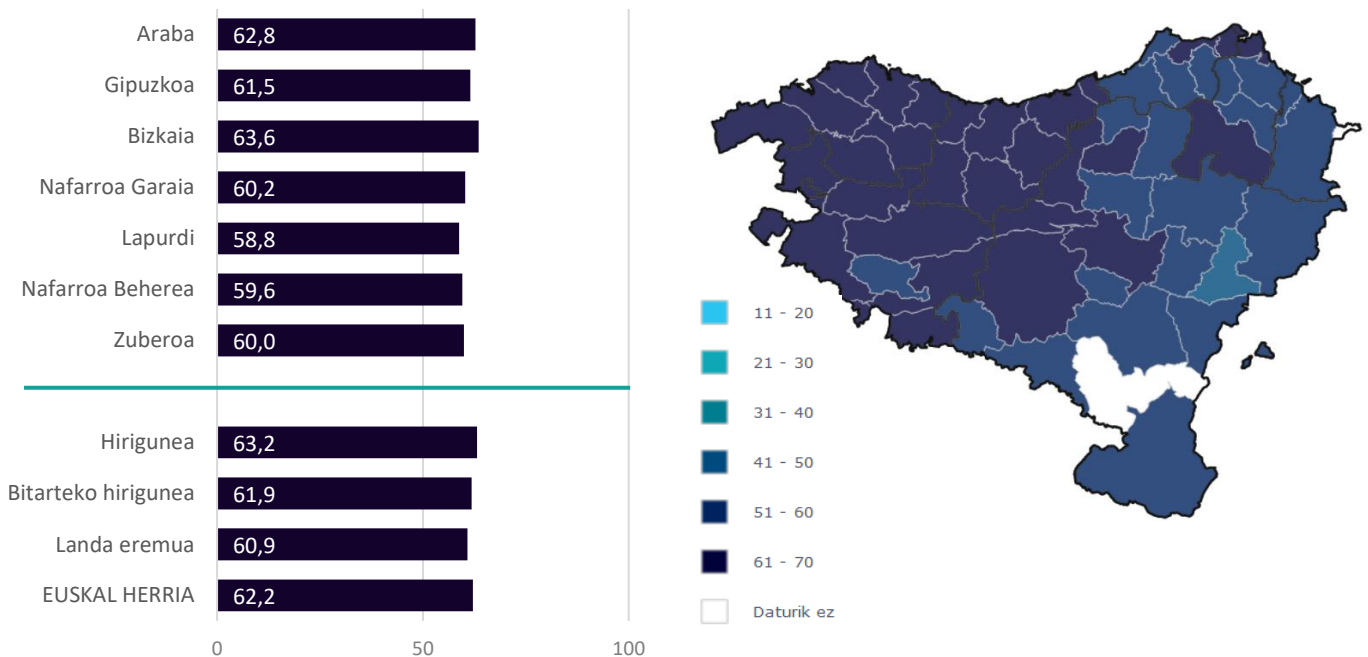 Araba 62,8
Gipuzkoa 61,5
Bizkaia 63,6
Nafarroa Garaia 60,2
Lapurdi 58,8
Nafarroa Beherea 59,6
Zuberoa 60,0
Hirigunea 63,2
Bitarteko hirigunea 61,9
Landa eremua 60,9
EUSKAL HERRIA 62,2
0 50 100
11 - 20
21 - 30
31 - 40
41 - 50
51 - 60
61 - 70
Daturik ez